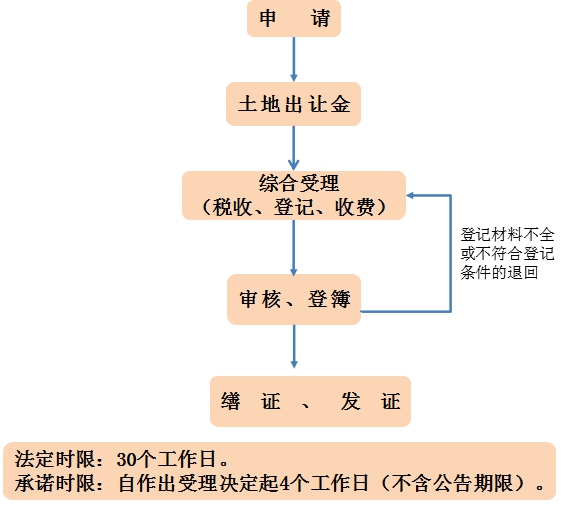 申请
土地出让金
综合受理
（税收、登记、收费）
登记材料不全
或不符合登记
条件的退回
审核、登簿
缮证、发证
法定时限：30个工作日。
承诺时限：自作出受理决定起4个工作日（不含公告期限）。